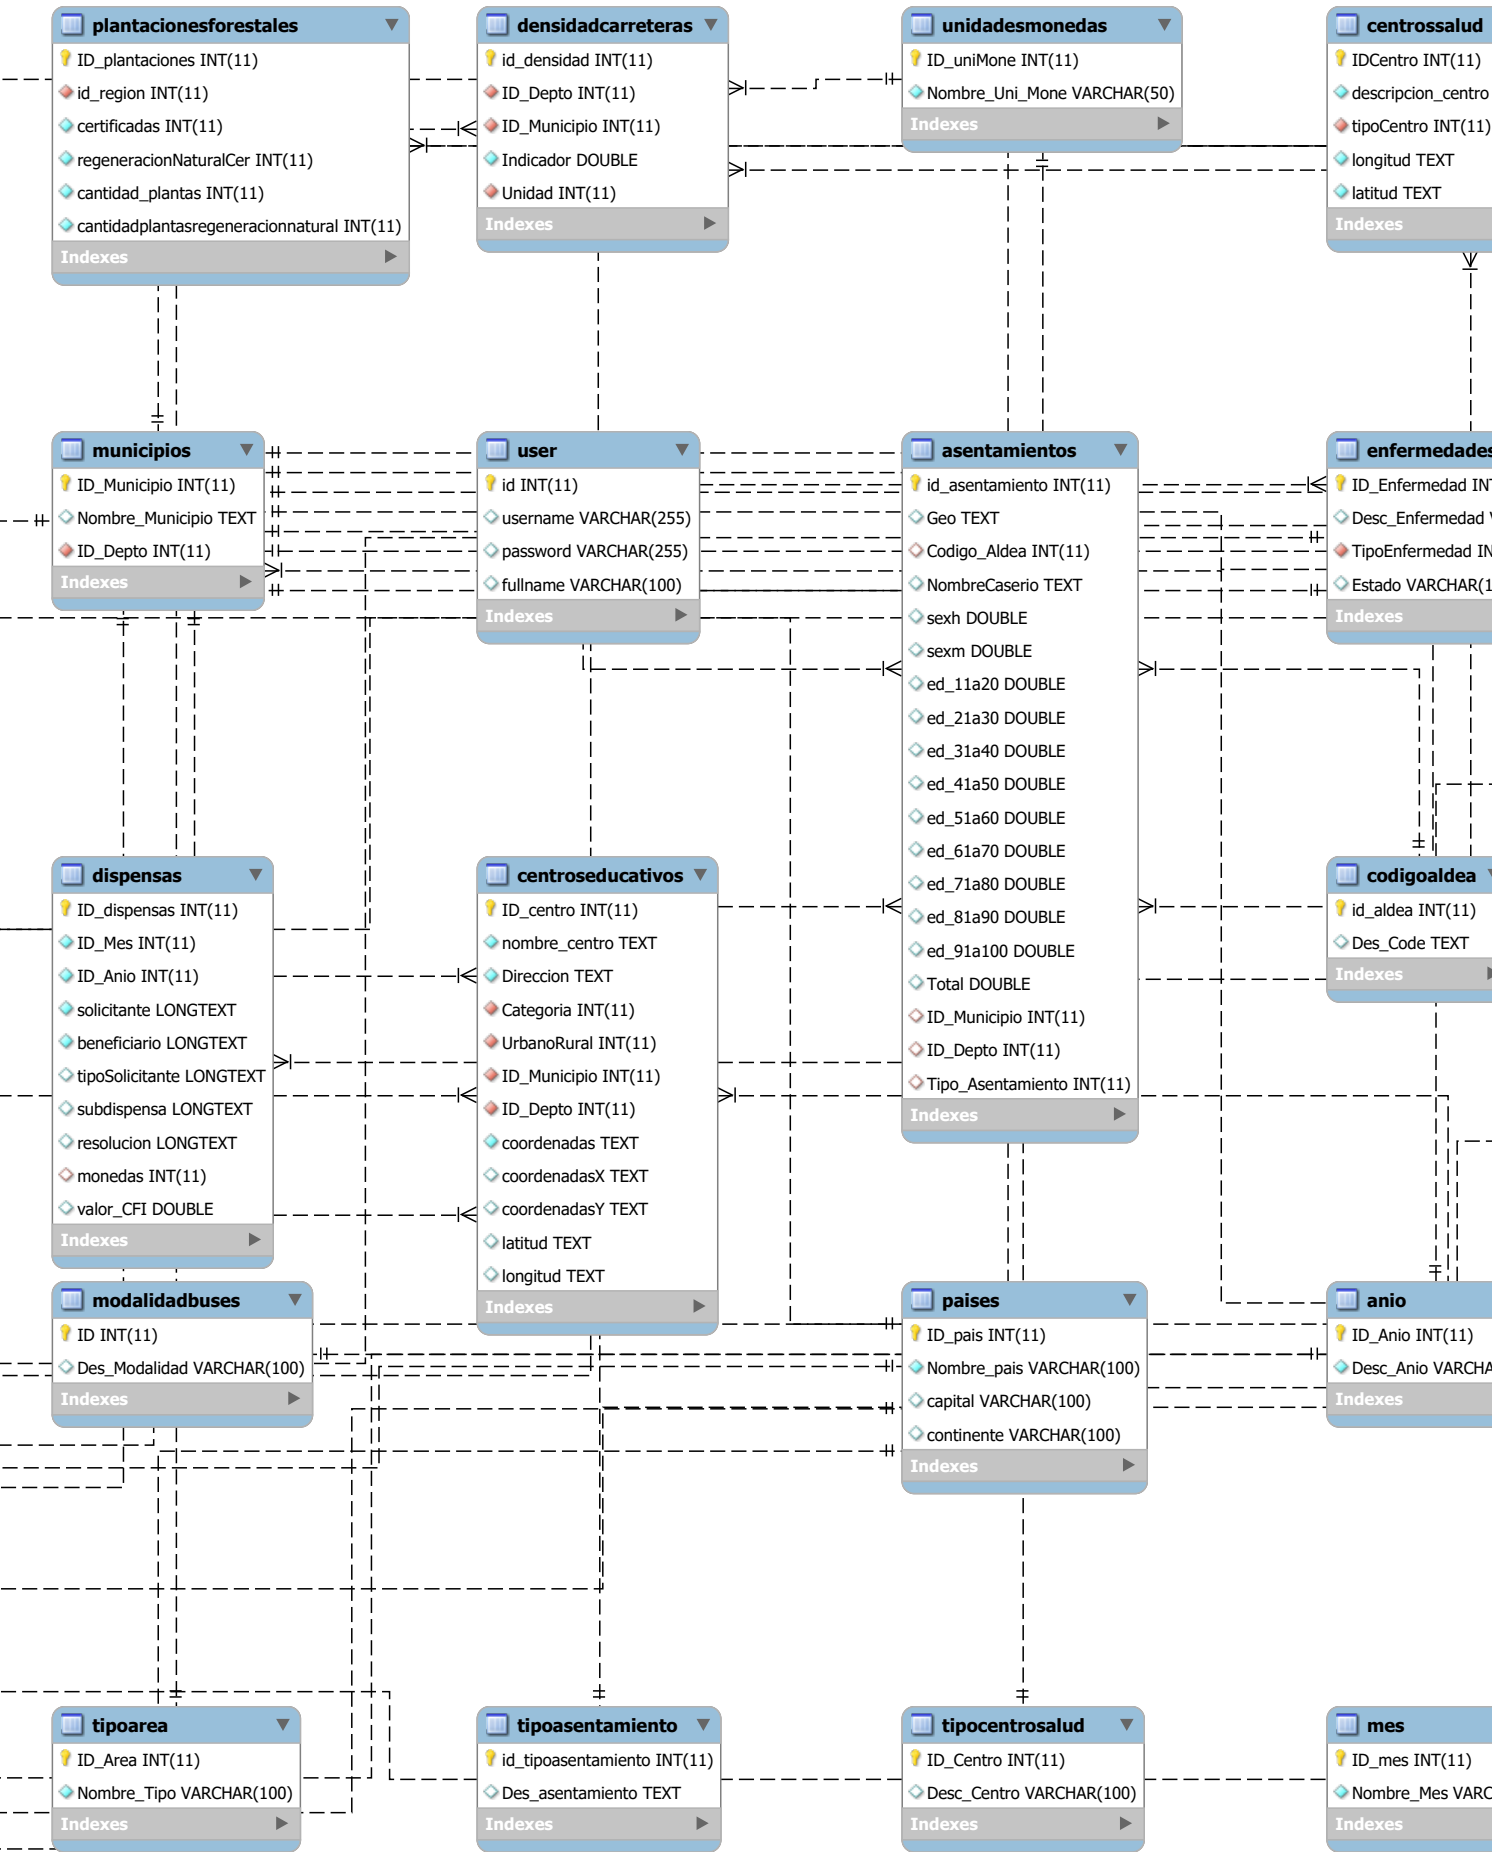 plantacionesforestales
ID_plantaciones INT(11)
id_region INT(11)
certificadas INT(11)
regeneracionNaturalCer INT(11)
cantidad_plantas INT(11)
cantidadplantasregeneracionnatural INT(11)
Indexes
densidadcarreteras
id_densidad INT(11)
ID_Depto INT(11)
ID_Municipio INT(11)
Indicador DOUBLE
Unidad INT(11)
Indexes
unidadesmonedas
ID_uniMone INT(11)
Nombre_Uni_Mone VARCHAR(50)
Indexes
centrossalud
IDCentro INT(11)
descripcion_centro
tipoCentro INT(11)
longitud TEXT
latitud TEXT
Indexes
municipios
ID_Municipio INT(11)
Nombre_Municipio TEXT
ID_Depto INT(11)
Indexes
user
id INT(11)
username VARCHAR(255)
password VARCHAR(255)
fullname VARCHAR(100)
Indexes
asentamientos
id_asentamiento INT(11)
Geo TEXT
Codigo_Aldea INT(11)
NombreCaserio TEXT
sexh DOUBLE
sexm DOUBLE
ed_11a20 DOUBLE
ed_21a30 DOUBLE
ed_31a40 DOUBLE
ed_41a50 DOUBLE
ed_51a60 DOUBLE
ed_61a70 DOUBLE
ed_71a80 DOUBLE
ed_81a90 DOUBLE
ed_91a100 DOUBLE
Total DOUBLE
ID_Municipio INT(11)
ID_Depto INT(11)
Tipo_Asentamiento INT(11)
Indexes
enfermedades
ID_Enfermedad INT
Desc_Enfermedad V
TipoEnfermedad IN
Estado VARCHAR(1
Indexes
dispensas
ID_dispensas INT(11)
ID_Mes INT(11)
ID_Anio INT(11)
solicitante LONGTEXT
beneficiario LONGTEXT
tipoSolicitante LONGTEXT
subdispensa LONGTEXT
resolucion LONGTEXT
monedas INT(11)
valor_CFI DOUBLE
Indexes
centroseducativos
ID_centro INT(11)
nombre_centro TEXT
Direccion TEXT
Categoria INT(11)
UrbanoRural INT(11)
ID_Municipio INT(11)
ID_Depto INT(11)
coordenadas TEXT
coordenadasX TEXT
coordenadasY TEXT
latitud TEXT
longitud TEXT
Indexes
codigoaldea
id_aldea INT(11)
Des_Code TEXT
Indexes
modalidadbuses
ID INT(11)
Des_Modalidad VARCHAR(100)
Indexes
paises
ID_pais INT(11)
Nombre_pais VARCHAR(100)
capital VARCHAR(100)
continente VARCHAR(100)
Indexes
anio
ID_Anio INT(11)
Desc_Anio VARCHA
Indexes
tipoarea
ID_Area INT(11)
Nombre_Tipo VARCHAR(100)
Indexes
tipoasentamiento
id_tipoasentamiento INT(11)
Des_asentamiento TEXT
Indexes
tipocentrosalud
ID_Centro INT(11)
Desc_Centro VARCHAR(100)
Indexes
mes
ID_mes INT(11)
Nombre_Mes VARC
Indexes